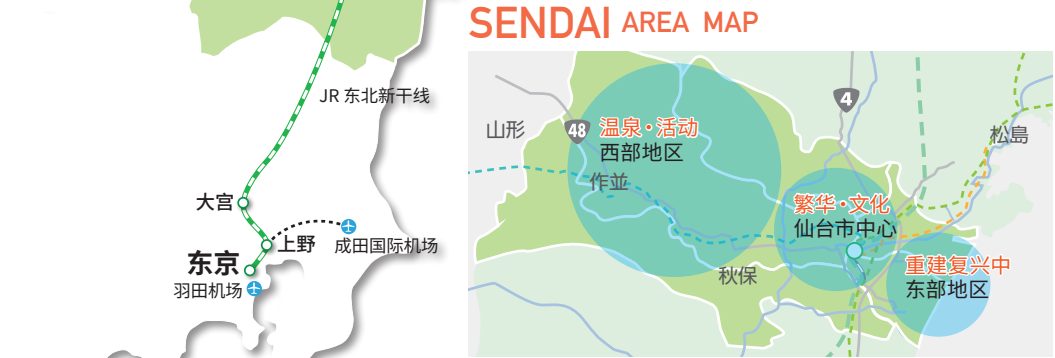 JR 东北新干线
大宫
上野
成田国际机场
东京
羽田机场
SENDAI AREA MAP
4
48
温泉・活动
西部地区
山形
松島
作並
繁华・文化
仙台市中心
秋保
重建复兴中
东部地区